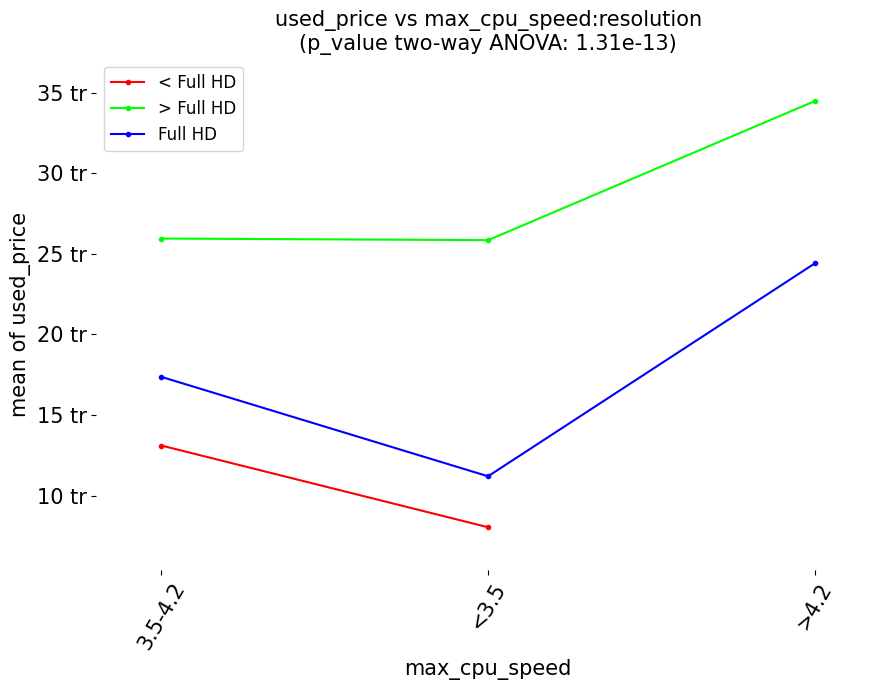 used_price vs max_cpu_speed:resolution
(p_value two-way ANOVA: 1.31e-13)
< Full HD
> Full HD
Full HD
35 tr
30 tr
25 tr
20 tr
15 tr
10 tr
mean of used_price
3.5-4.2
<3.5
>4.2
max_cpu_speed